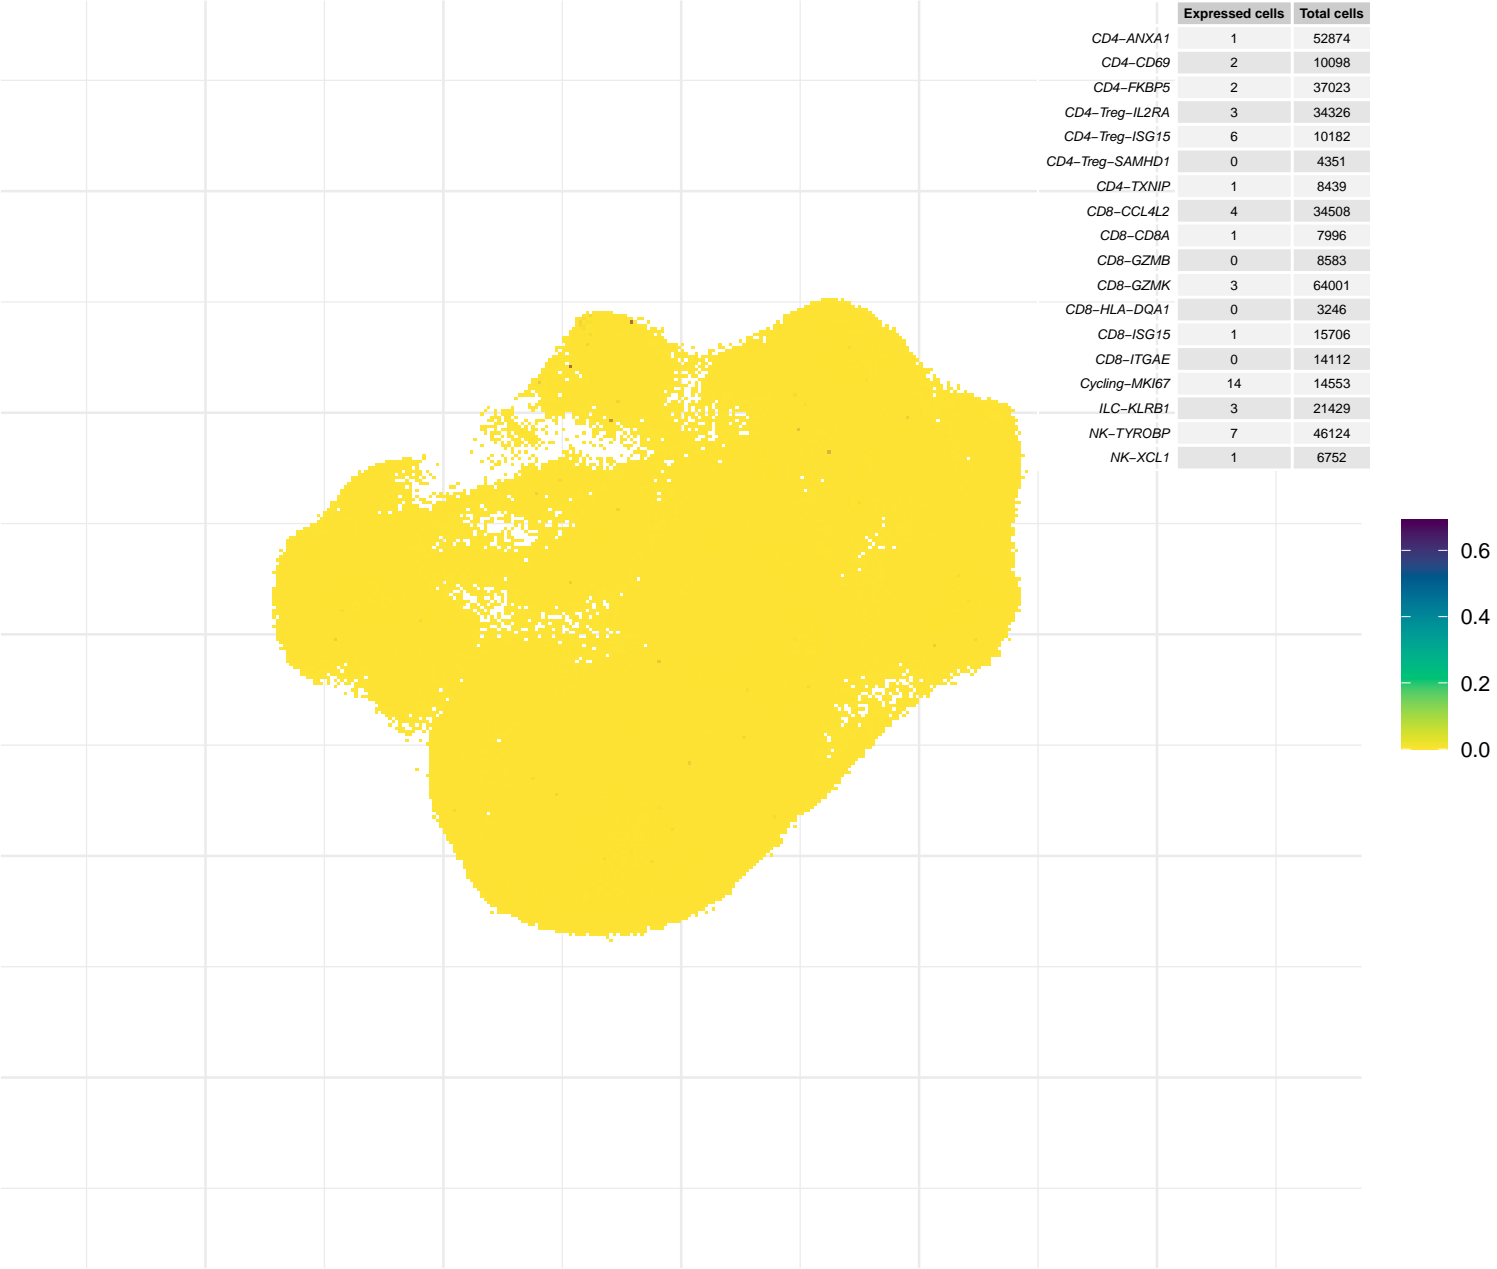 Expressed cells Total cells
CD4−ANXA1 1 52874
CD4−CD69 2 10098
CD4−FKBP5 2 37023
CD4−Treg−IL2RA 3 34326
CD4−Treg−ISG15 6 10182
CD4−Treg−SAMHD1 0 4351
CD4−TXNIP 1 8439
CD8−CCL4L2 4 34508
CD8−CD8A 1 7996
CD8−GZMB 0 8583
CD8−GZMK 3 64001
CD8−HLA−DQA1 0 3246
CD8−ISG15 1 15706
CD8−ITGAE 0 14112
Cycling−MKI67 14 14553
ILC−KLRB1 3 21429
NK−TYROBP 7 46124
NK−XCL1 1 6752
0.6
0.4
0.2
0.0